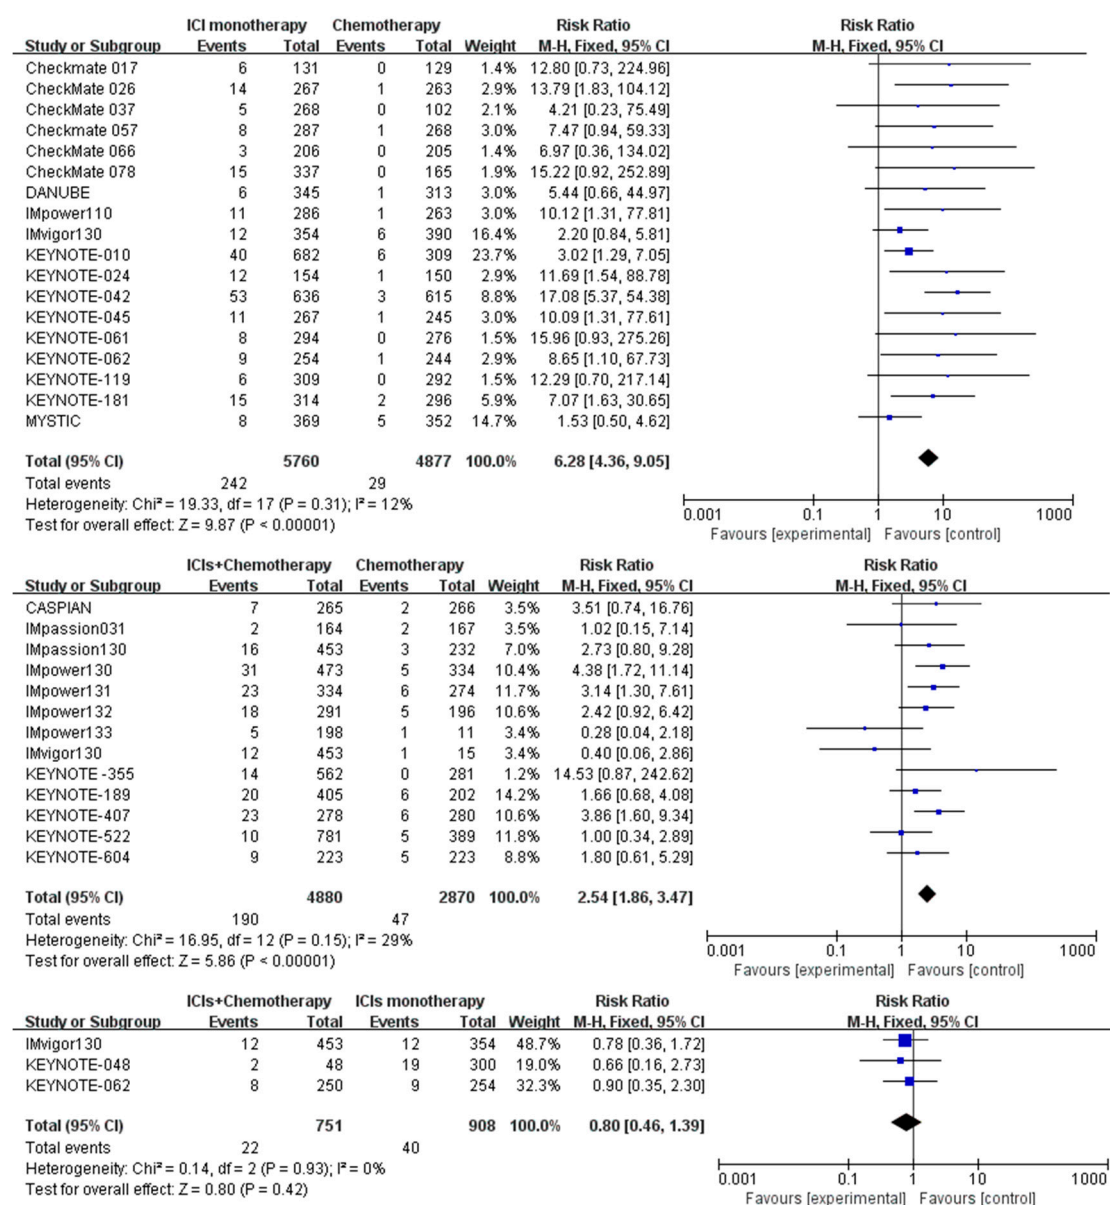 ICI monotherapy Chemotherapy Risk Ratio Risk Ratio
Study or Subgroup Events Total Events Total Weight M-H, Fixed, 95% CI M-H, Fixed, 95% CI
Checkmate 017 6 131 0 129 1.4% 12.80 [0.73, 224.96]
CheckMate 026 14 267 1 263 2.9% 13.79 [1.83, 104.12]
CheckMate 037 5 268 0 102 2.1% 4.21 [0.23, 75.49]
Checkmate 057 8 287 1 268 3.0% 7.47 [0.94, 59.33]
CheckMate 066 3 206 0 205 1.4% 6.97 [0.36, 134.02]
CheckMate 078 15 337 0 165 1.9% 15.22 [0.92, 252.89]
DANUBE 6 345 1 313 3.0% 5.44 [0.66, 44.97]
IMpower110 11 286 1 263 3.0% 10.12 [1.31, 77.81]
IMvigor130 12 354 6 390 16.4% 2.20 [0.84, 5.81]
KEYNOTE-010 40 682 6 309 23.7% 3.02 [1.29, 7.05]
KEYNOTE-024 12 154 1 150 2.9% 11.69 [1.54, 88.78]
KEYNOTE-042 53 636 3 615 8.8% 17.08 [5.37, 54.38]
KEYNOTE-045 11 267 1 245 3.0% 10.09 [1.31, 77.61]
KEYNOTE-061 8 294 0 276 1.5% 15.96 [0.93, 275.26]
KEYNOTE-062 9 254 1 244 2.9% 8.65 [1.10, 67.73]
KEYNOTE-119 6 309 0 292 1.5% 12.29 [0.70, 217.14]
KEYNOTE-181 15 314 2 296 5.9% 7.07 [1.63, 30.65]
MYSTIC 8 369 5 352 14.7% 1.53 [0.50, 4.62]
Total (95% CI) 5760 4877 100.0% 6.28 [4.36, 9.05]
Total events 242 29
Heterogeneity: Chi² = 19.33, df = 17 (P = 0.31); I² = 12%
Test for overall effect: Z = 9.87 (P < 0.00001)
0.001 0.1 1 10 1000
Favours [experimental] Favours [control]
ICIs+Chemotherapy Chemotherapy Risk Ratio Risk Ratio
Study or Subgroup Events Total Events Total Weight M-H, Fixed, 95% CI M-H, Fixed, 95% CI
CASPIAN 7 265 2 266 3.5% 3.51 [0.74, 16.76]
IMpassion031 2 164 2 167 3.5% 1.02 [0.15, 7.14]
IMpassion130 16 453 3 232 7.0% 2.73 [0.80, 9.28]
IMpower130 31 473 5 334 10.4% 4.38 [1.72, 11.14]
IMpower131 23 334 6 274 11.7% 3.14 [1.30, 7.61]
IMpower132 18 291 5 196 10.6% 2.42 [0.92, 6.42]
IMpower133 5 198 1 11 3.4% 0.28 [0.04, 2.18]
IMvigor130 12 453 1 15 3.4% 0.40 [0.06, 2.86]
KEYNOTE -355 14 562 0 281 1.2% 14.53 [0.87, 242.62]
KEYNOTE-189 20 405 6 202 14.2% 1.66 [0.68, 4.08]
KEYNOTE-407 23 278 6 280 10.6% 3.86 [1.60, 9.34]
KEYNOTE-522 10 781 5 389 11.8% 1.00 [0.34, 2.89]
KEYNOTE-604 9 223 5 223 8.8% 1.80 [0.61, 5.29]
Total (95% CI) 4880 2870 100.0% 2.54 [1.86, 3.47]
Total events 190 47
Heterogeneity: Chi² = 16.95, df = 12 (P = 0.15); I² = 29%
Test for overall effect: Z = 5.86 (P < 0.00001)
0.001 0.1 1 10 1000
Favours [experimental] Favours [control]
ICIs+Chemotherapy ICIs monotherapy Risk Ratio Risk Ratio
Study or Subgroup Events Total Events Total Weight M-H, Fixed, 95% CI M-H, Fixed, 95% CI
IMvigor130 12 453 12 354 48.7% 0.78 [0.36, 1.72]
KEYNOTE-048 2 48 19 300 19.0% 0.66 [0.16, 2.73]
KEYNOTE-062 8 250 9 254 32.3% 0.90 [0.35, 2.30]
Total (95% CI) 751 908 100.0% 0.80 [0.46, 1.39]
Total events 22 40
Heterogeneity: Chi² = 0.14, df = 2 (P = 0.93); I² = 0%
Test for overall effect: Z = 0.80 (P = 0.42)
0.001 0.1 1 10 1000
Favours [experimental] Favours [control]